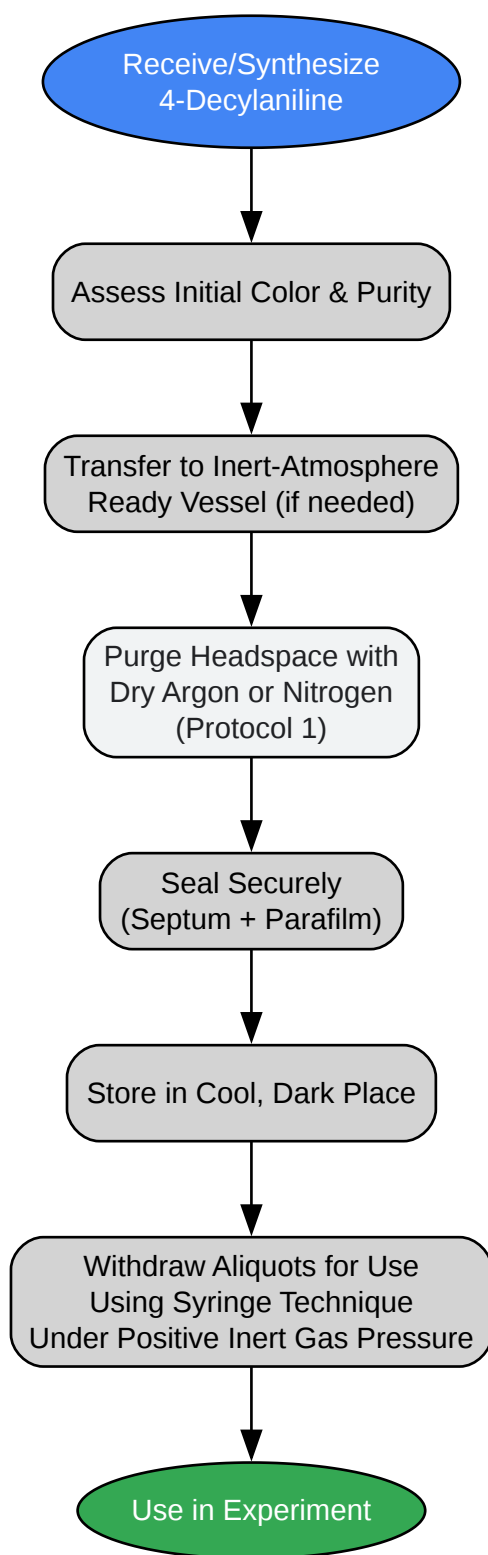 Receive/Synthesize
4-Decylaniline
Assess Initial Color & Purity
Transfer to Inert-Atmosphere
Ready Vessel (if needed)
Purge Headspace with
Dry Argon or Nitrogen
(Protocol 1)
Seal Securely
(Septum + Parafilm)
Store in Cool, Dark Place
Withdraw Aliquots for Use
Using Syringe Technique
Under Positive Inert Gas Pressure
Use in Experiment